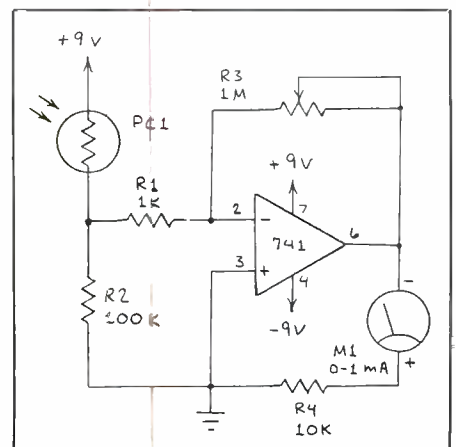 +9V
PC1
R1
1K
R2
100K
R3
1M
+9V
7
2
-
741
6
3
+
4
-9V
-
M1
0-1 mA
+
R4
10K